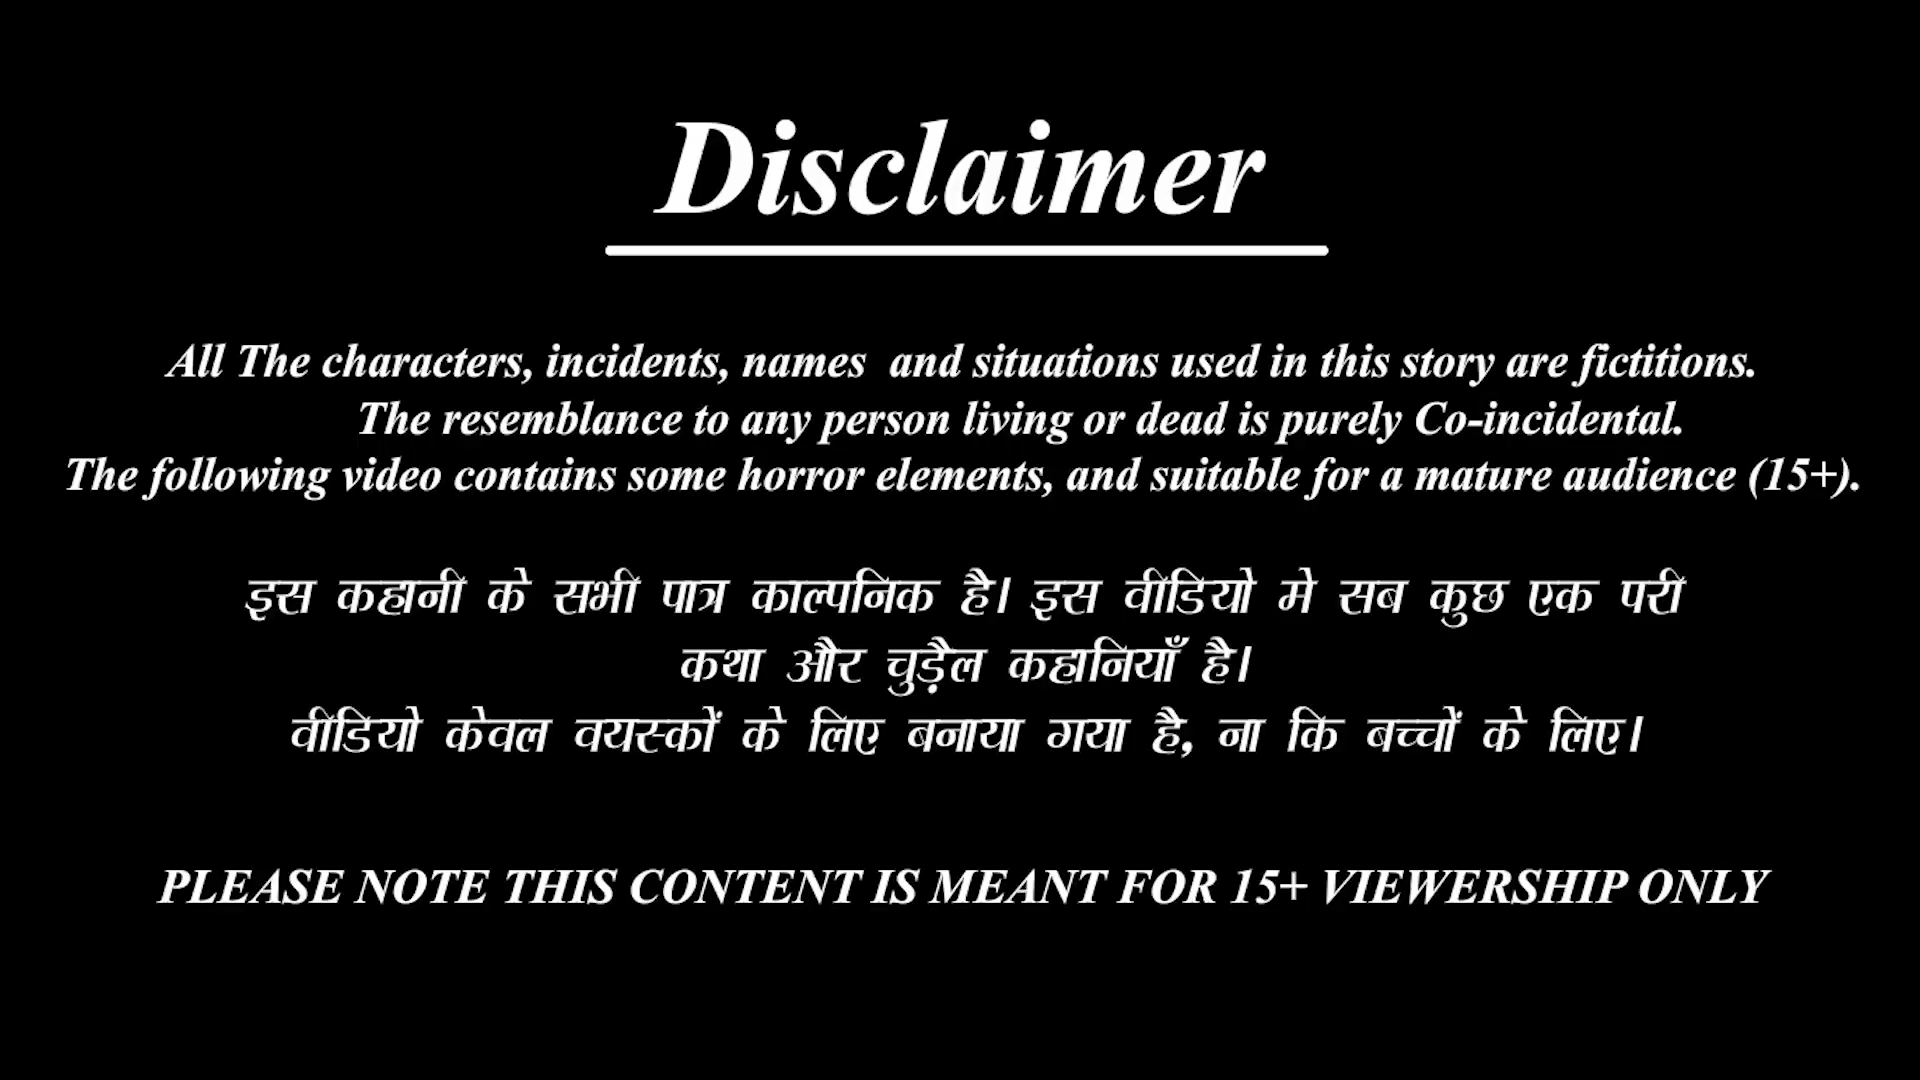 Disclaimer
All The characters, incidents, names and situations used in this story are fictitions.
The resemblance to any person living or dead is purely Co-incidental.
The following video contains some horror elements, and suitable for a mature audience (15+).
इस कहानी के सभी पात्र काल्पनिक है। इस वीडियो मे सब कुछ एक परी
कथा और चुड़ैल कहानियाँ है।
वीडियो केवल वयस्कों के लिए बनाया गया है, ना कि बच्चों के लिए।
PLEASE NOTE THIS CONTENT IS MEANT FOR 15+ VIEWERSHIP ONLY